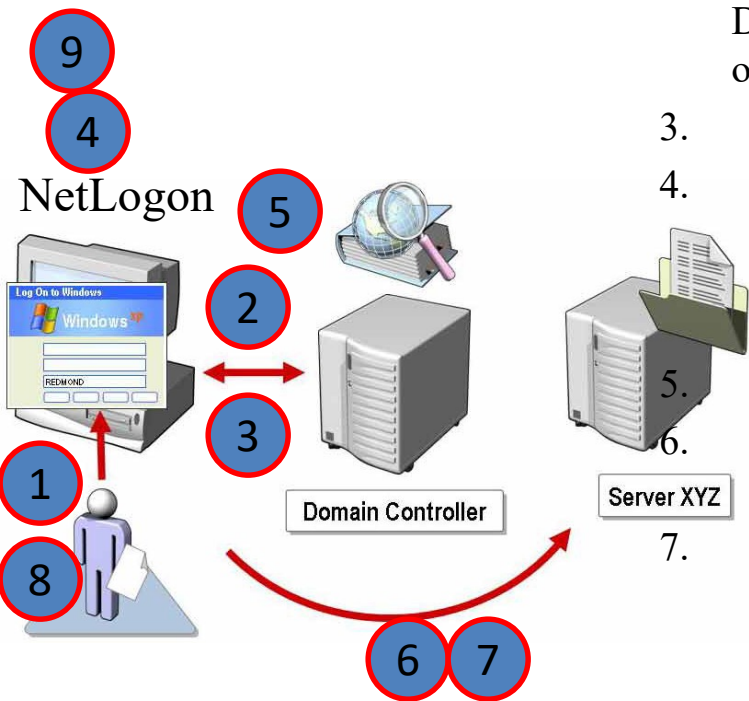 D
o
9
4
3.
4.
NetLogon
5
Log On to Windows
Windows xp
2
REDMOND
5.
3
6.
1
Domain Controller
Server XYZ
7.
8
6
7